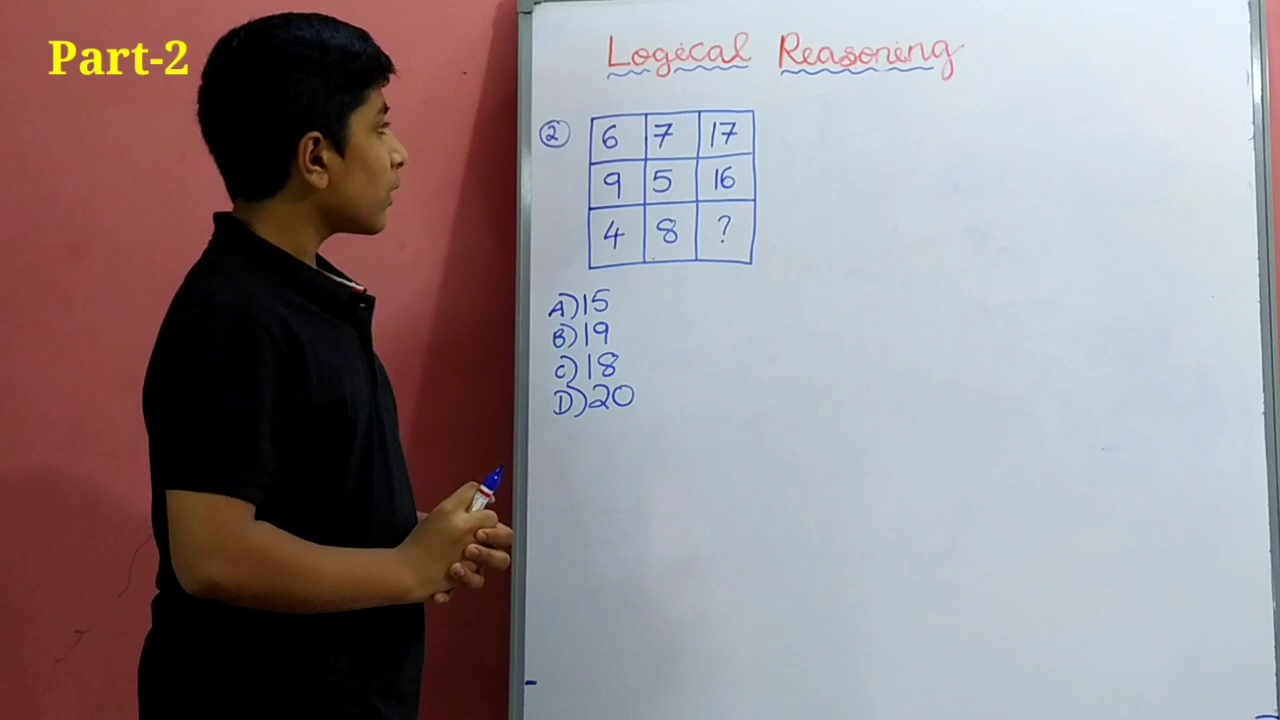 Part-2
Logical Reasoning
2 6 7 17
9 5 16
4 8 ?
A) 15
B) 19
C) 18
D) 20